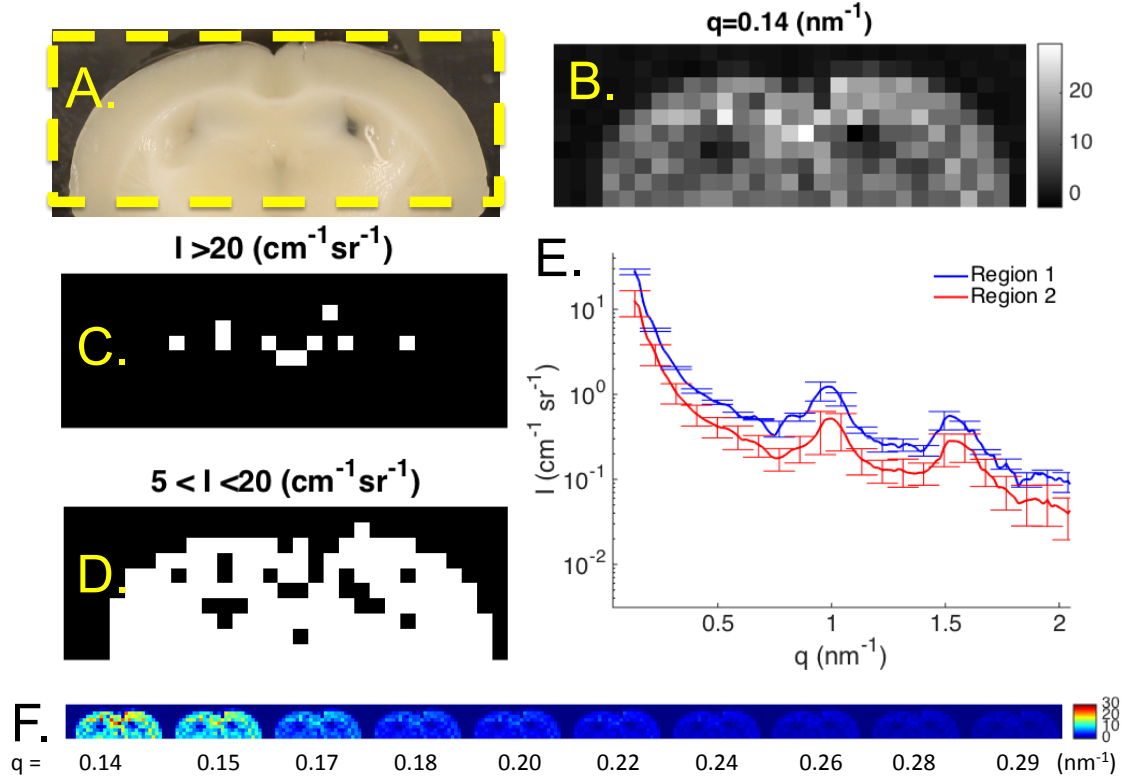 A.
q=0.14 (nm⁻¹)
B.
20
10
0
I >20 (cm⁻¹sr⁻¹)
C.
5 < I <20 (cm⁻¹sr⁻¹)
D.
E.
Region 1
Region 2
I (cm⁻¹ sr⁻¹)
10¹
10⁰
10⁻¹
10⁻²
0.5 1 1.5 2
q (nm⁻¹)
F.
30
20
10
0
q = 0.14 0.15 0.17 0.18 0.20 0.22 0.24 0.26 0.28 0.29 (nm⁻¹)